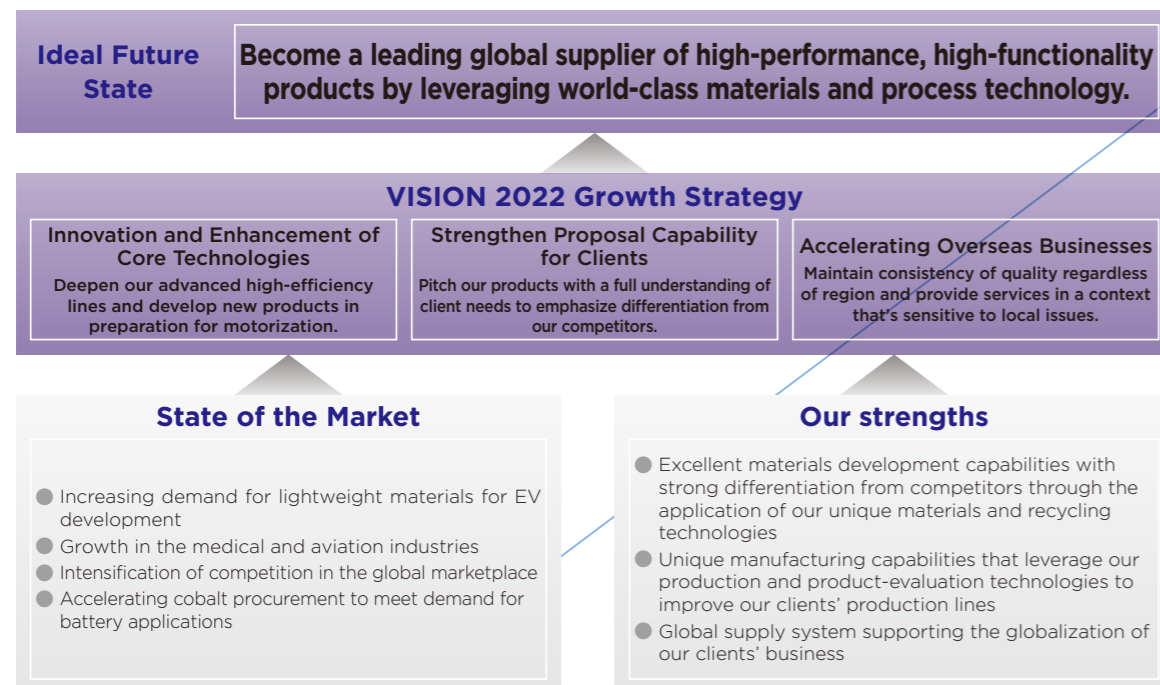 Ideal Future
State
Become a leading global supplier of high-performance, high-functionality
products by leveraging world-class materials and process technology.
VISION 2022 Growth Strategy
Innovation and Enhancement of
Core Technologies
Deepen our advanced high-efficiency
lines and develop new products in
preparation for motorization.
Strengthen Proposal Capability
for Clients
Pitch our products with a full understanding of
client needs to emphasize differentiation from
our competitors.
Accelerating Overseas Businesses
Maintain consistency of quality regardless
of region and provide services in a context
that's sensitive to local issues.
State of the Market
● Increasing demand for lightweight materials for EV
development
● Growth in the medical and aviation industries
● Intensification of competition in the global marketplace
● Accelerating cobalt procurement to meet demand for
battery applications
Our strengths
● Excellent materials development capabilities with
strong differentiation from competitors through the
application of our unique materials and recycling
technologies
● Unique manufacturing capabilities that leverage our
production and product-evaluation technologies to
improve our clients' production lines
● Global supply system supporting the globalization of
our clients' business